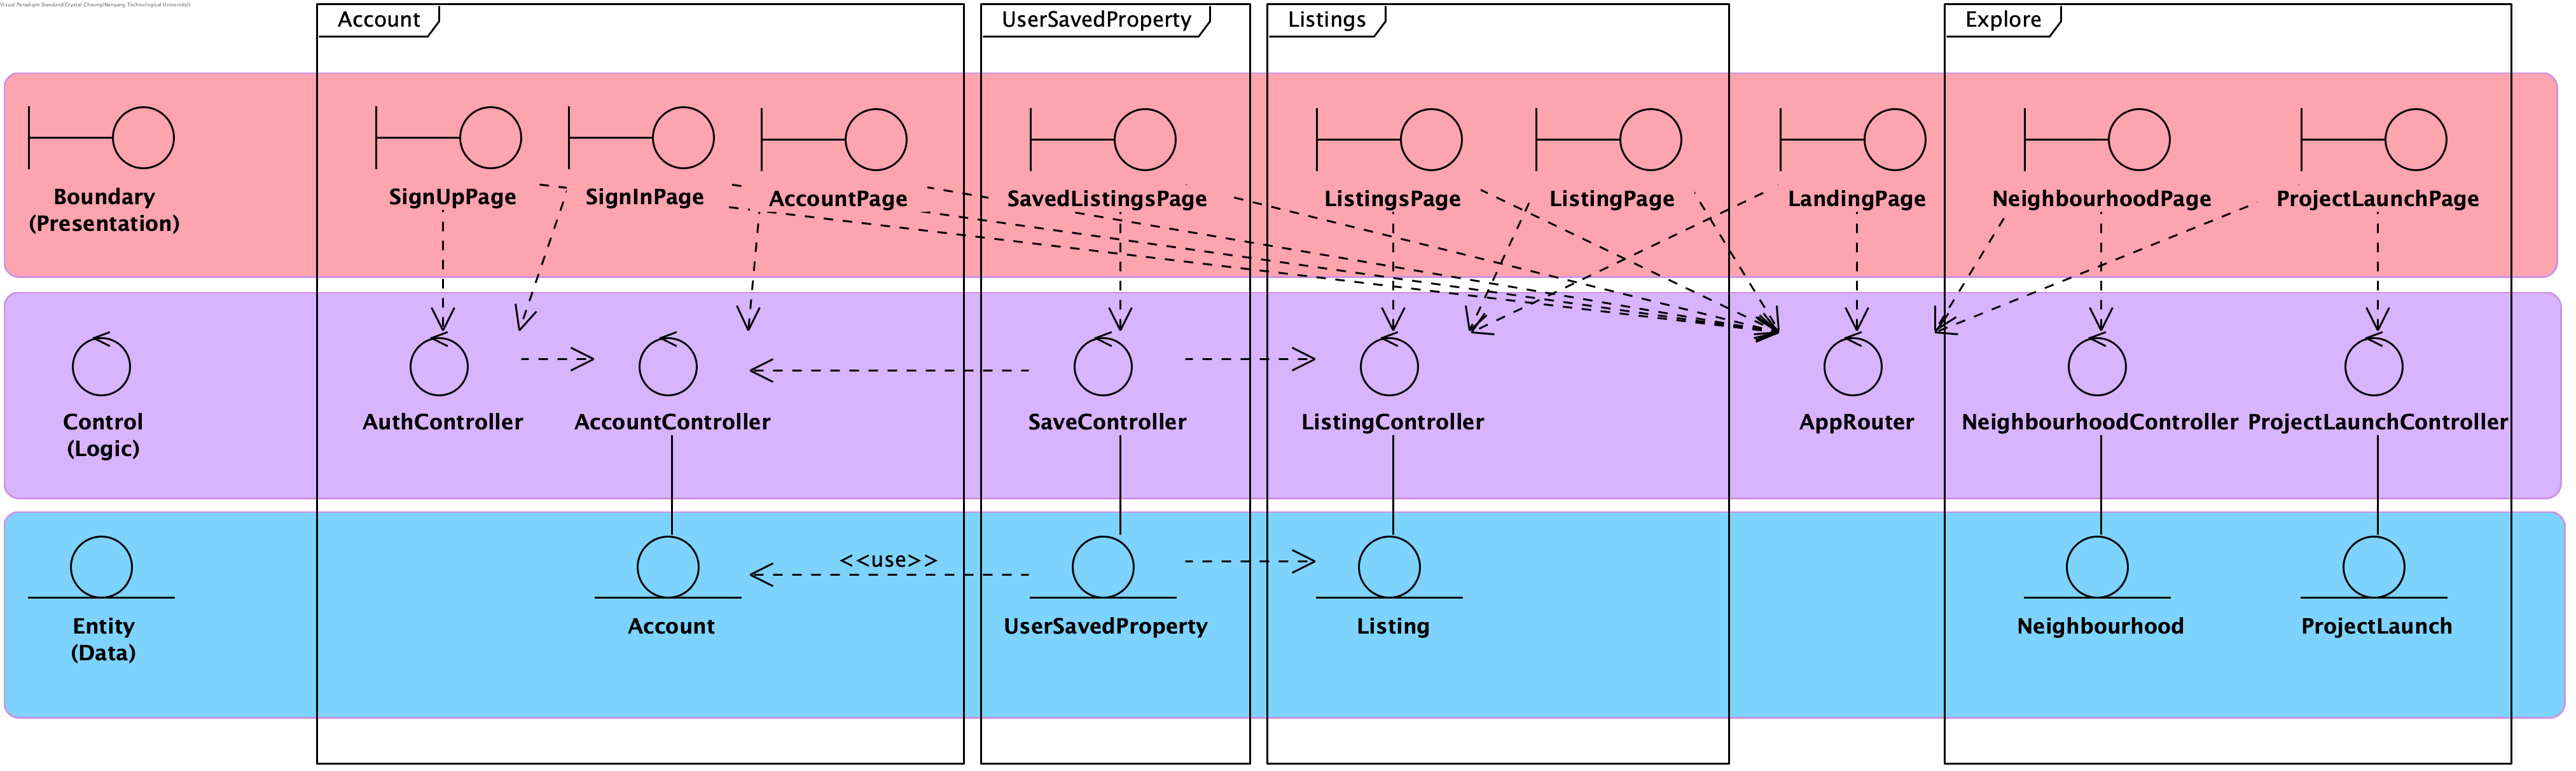 Visual Paradigm Standard(Crystal Cheong(Nanyang Technological University))
Account
UserSavedProperty
Listings
Explore
Boundary
(Presentation)
SignUpPage
SignInPage
AccountPage
SavedListingsPage
ListingsPage
ListingPage
LandingPage
NeighbourhoodPage
ProjectLaunchPage
Control
(Logic)
AuthController
AccountController
SaveController
ListingController
AppRouter
NeighbourhoodController
ProjectLaunchController
<<use>>
Entity
(Data)
Account
UserSavedProperty
Listing
Neighbourhood
ProjectLaunch